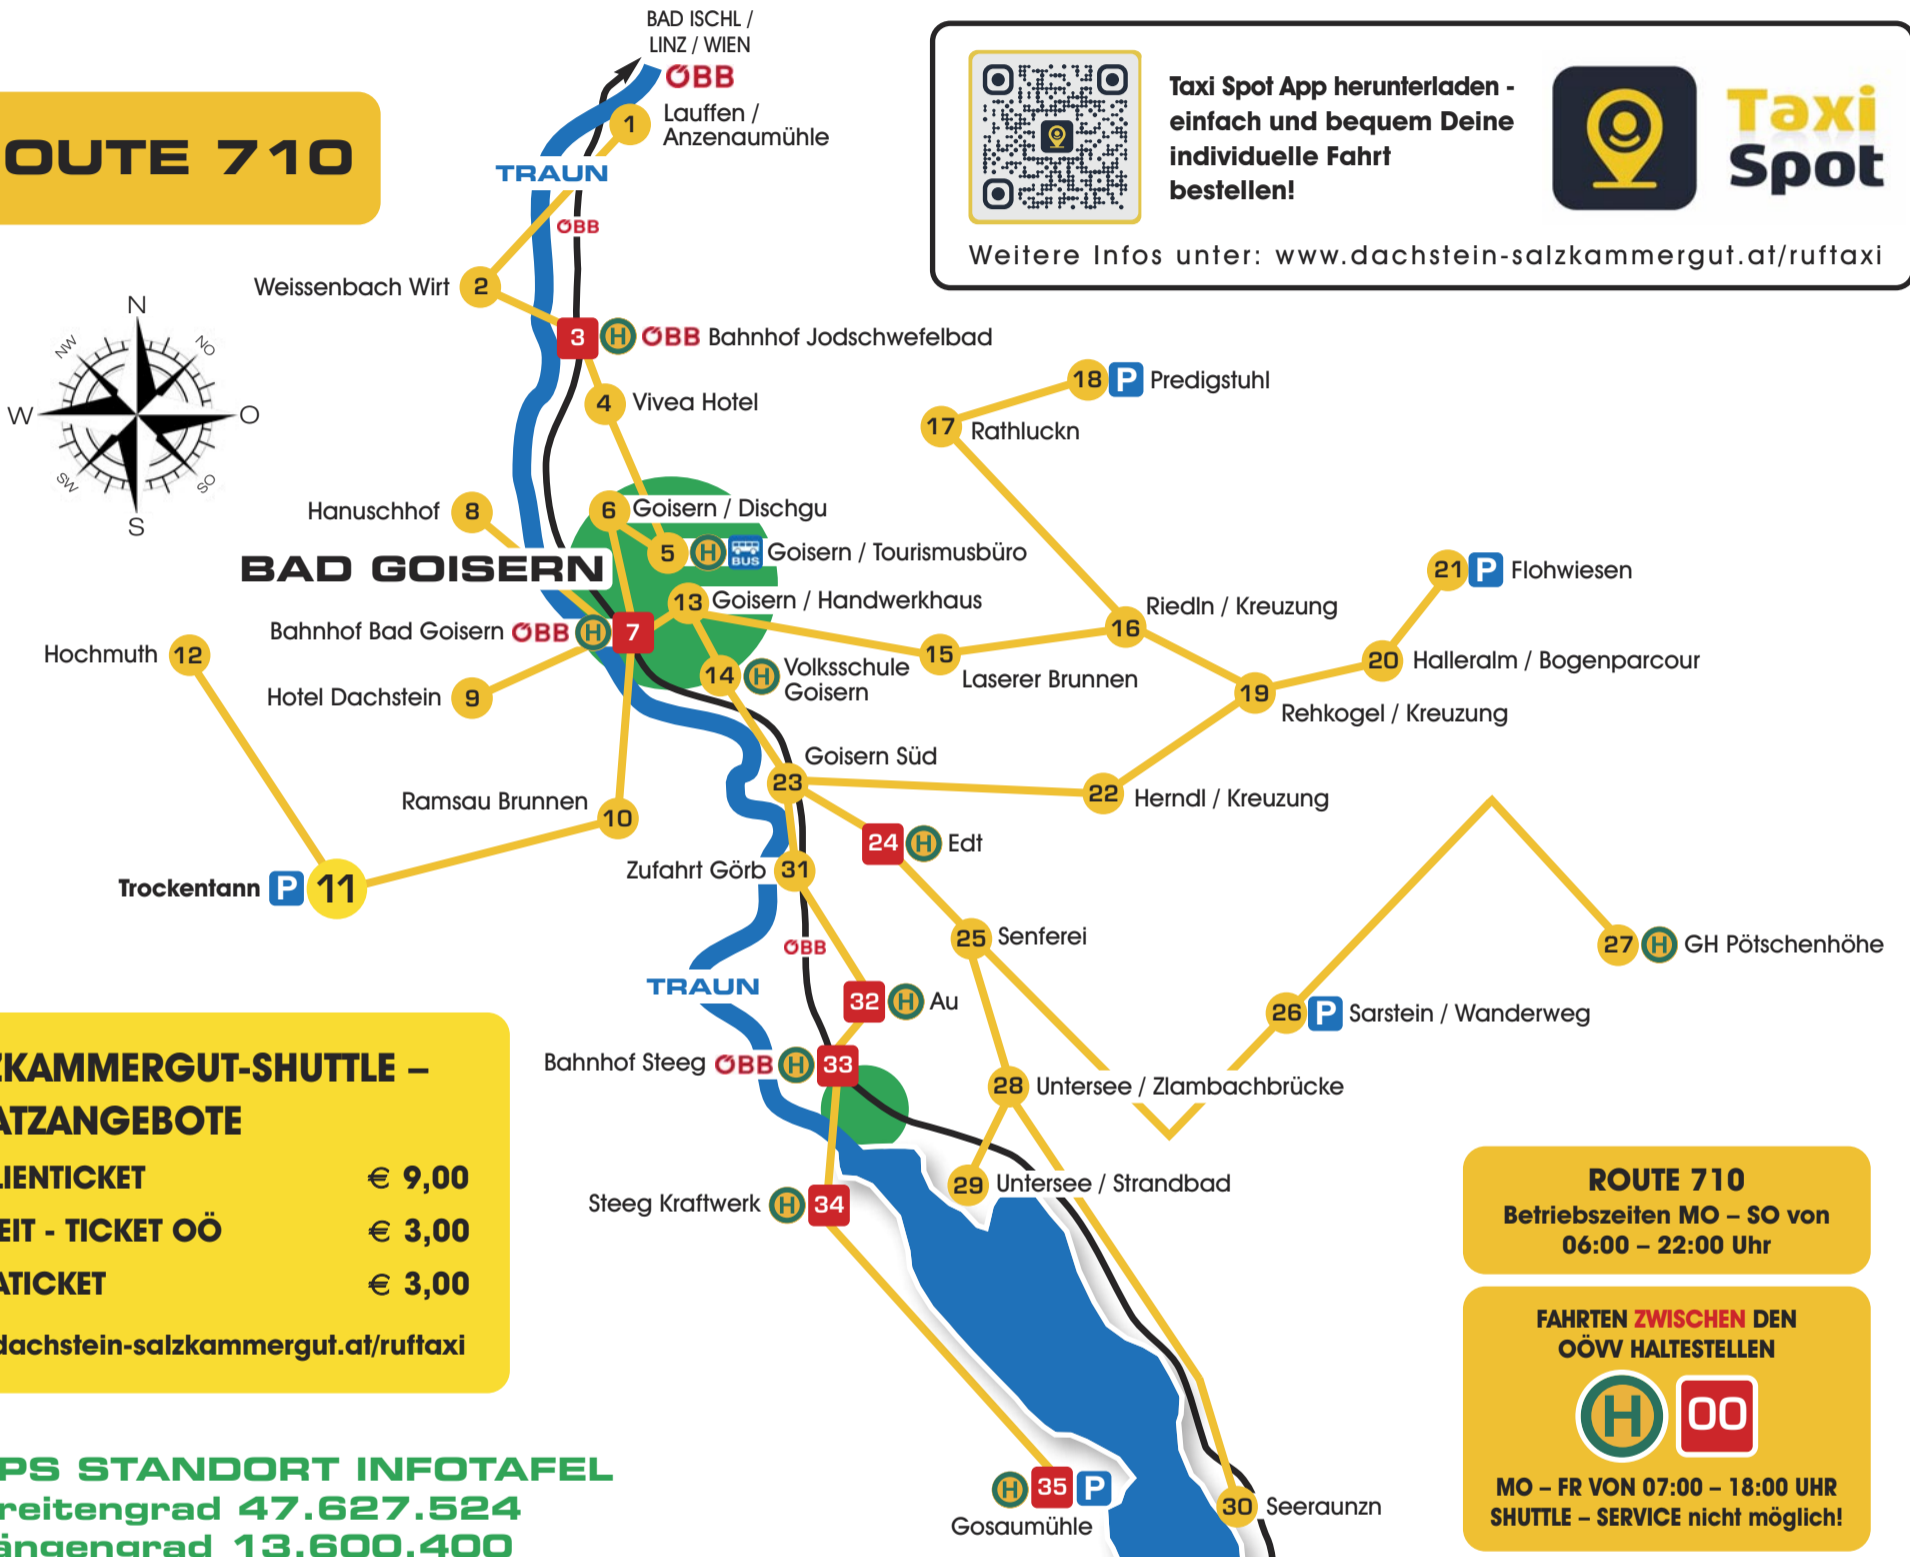 BAD ISCHL /
LINZ / WIEN
ÖBB
OUTE 710
1
Lauffen /
Anzenaumühle
TRAUN
ÖBB
Taxi Spot App herunterladen -
einfach und bequem Deine
individuelle Fahrt
bestellen!
Taxi
Spot
Weitere Infos unter: www.dachstein-salzkammergut.at/ruftaxi
Weissenbach Wirt 2
N
NW
NO
W
O
SW
SO
S
3 H ÖBB Bahnhof Jodschwefelbad
4 Vivea Hotel
18 P Predigstuhl
17 Rathluckn
Hanuschhof 8
6 Goisern / Dischgu
5 H BUS Goisern / Tourismusbüro
BAD GOISERN
21 P Flohwiesen
13 Goisern / Handwerkhaus
Riedln / Kreuzung
16
Bahnhof Bad Goisern ÖBB H 7
Hochmuth 12
15
Laserer Brunnen
20 Halleralm / Bogenparcour
14 H Volksschule
Goisern
Hotel Dachstein 9
19
Rehkogel / Kreuzung
Goisern Süd
23
22 Herndl / Kreuzung
Ramsau Brunnen
10
24 H Edt
Zufahrt Görb 31
Trockentann P 11
25 Senferei
ÖBB
27 H GH Pötschenhöhe
TRAUN
32 H Au
26 P Sarstein / Wanderweg
Bahnhof Steeg ÖBB H 33
28 Untersee / Zlambachbrücke
29 Untersee / Strandbad
Steeg Kraftwerk H 34
H 35 P
Gosaumühle
30 Seeraunzn
ZKAMMERGUT-SHUTTLE –
ATZANGEBOTE
LIENTICKET € 9,00
EIT - TICKET OÖ € 3,00
ATICKET € 3,00
dachstein-salzkammergut.at/ruftaxi
PS STANDORT INFOTAFEL
reitengrad 47.627.524
ängengrad 13.600.400
ROUTE 710
Betriebszeiten MO – SO von
06:00 – 22:00 Uhr
FAHRTEN ZWISCHEN DEN
OÖVV HALTESTELLEN
H 00
MO – FR VON 07:00 – 18:00 UHR
SHUTTLE – SERVICE nicht möglich!